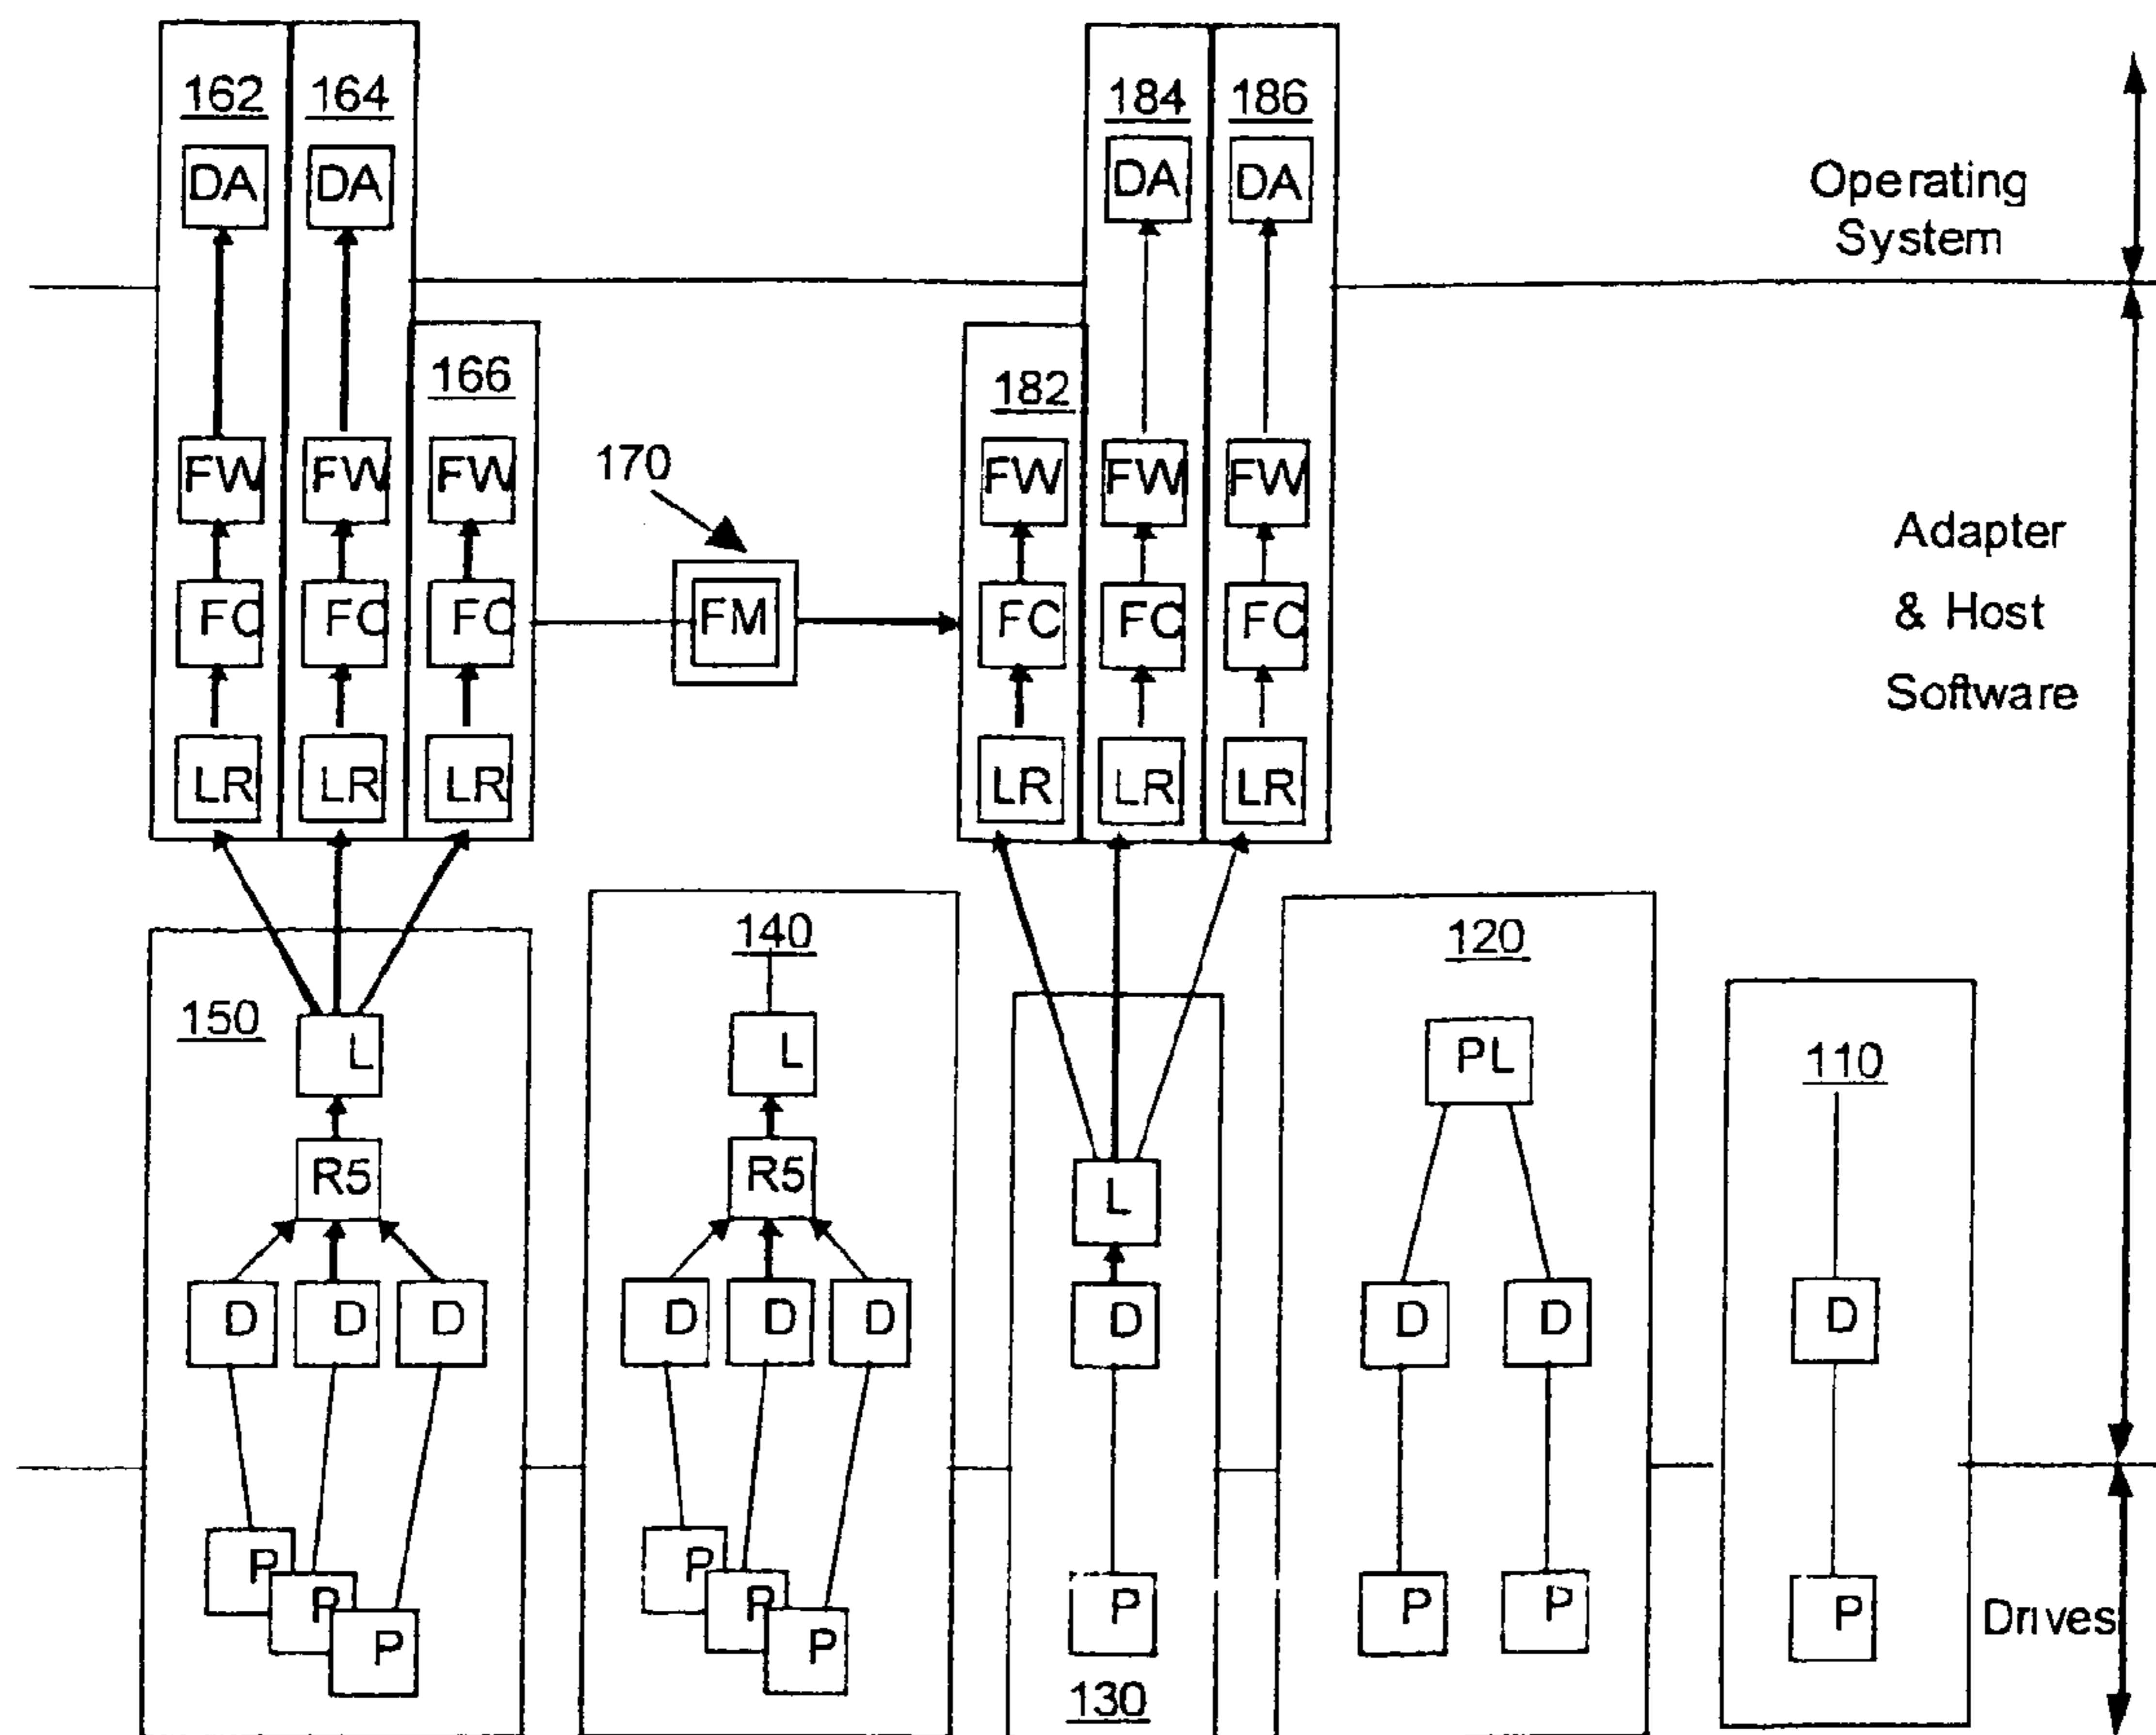 162 164 184 186
DA DA DA DA
Operating
System
166 182
FW FW FW FW FW FW
170
Adapter
& Host
Software
FC FC FC FM FC FC FC
LR LR LR LR LR LR
140 120
150 110
L L PL
R5 R5 L
D D D D D D D D D D
P P P P P P P P P P
Drives
130